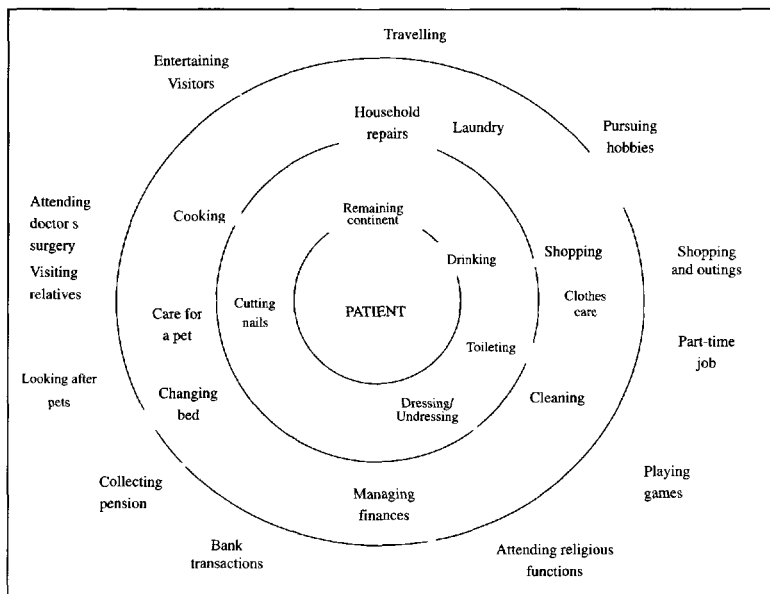 Travelling
Entertaining
Visitors
Household
repairs
Laundry
Pursuing
hobbies
Attending
doctor s
surgery
Visiting
relatives
Cooking
Remaining
continent
Drinking
Shopping
Shopping
and outings
Care for
a pet
Cutting
nails
PATIENT
Clothes
care
Toileting
Part-time
job
Looking after
pets
Changing
bed
Dressing/
Undressing
Cleaning
Collecting
pension
Managing
finances
Playing
games
Bank
transactions
Attending religious
functions